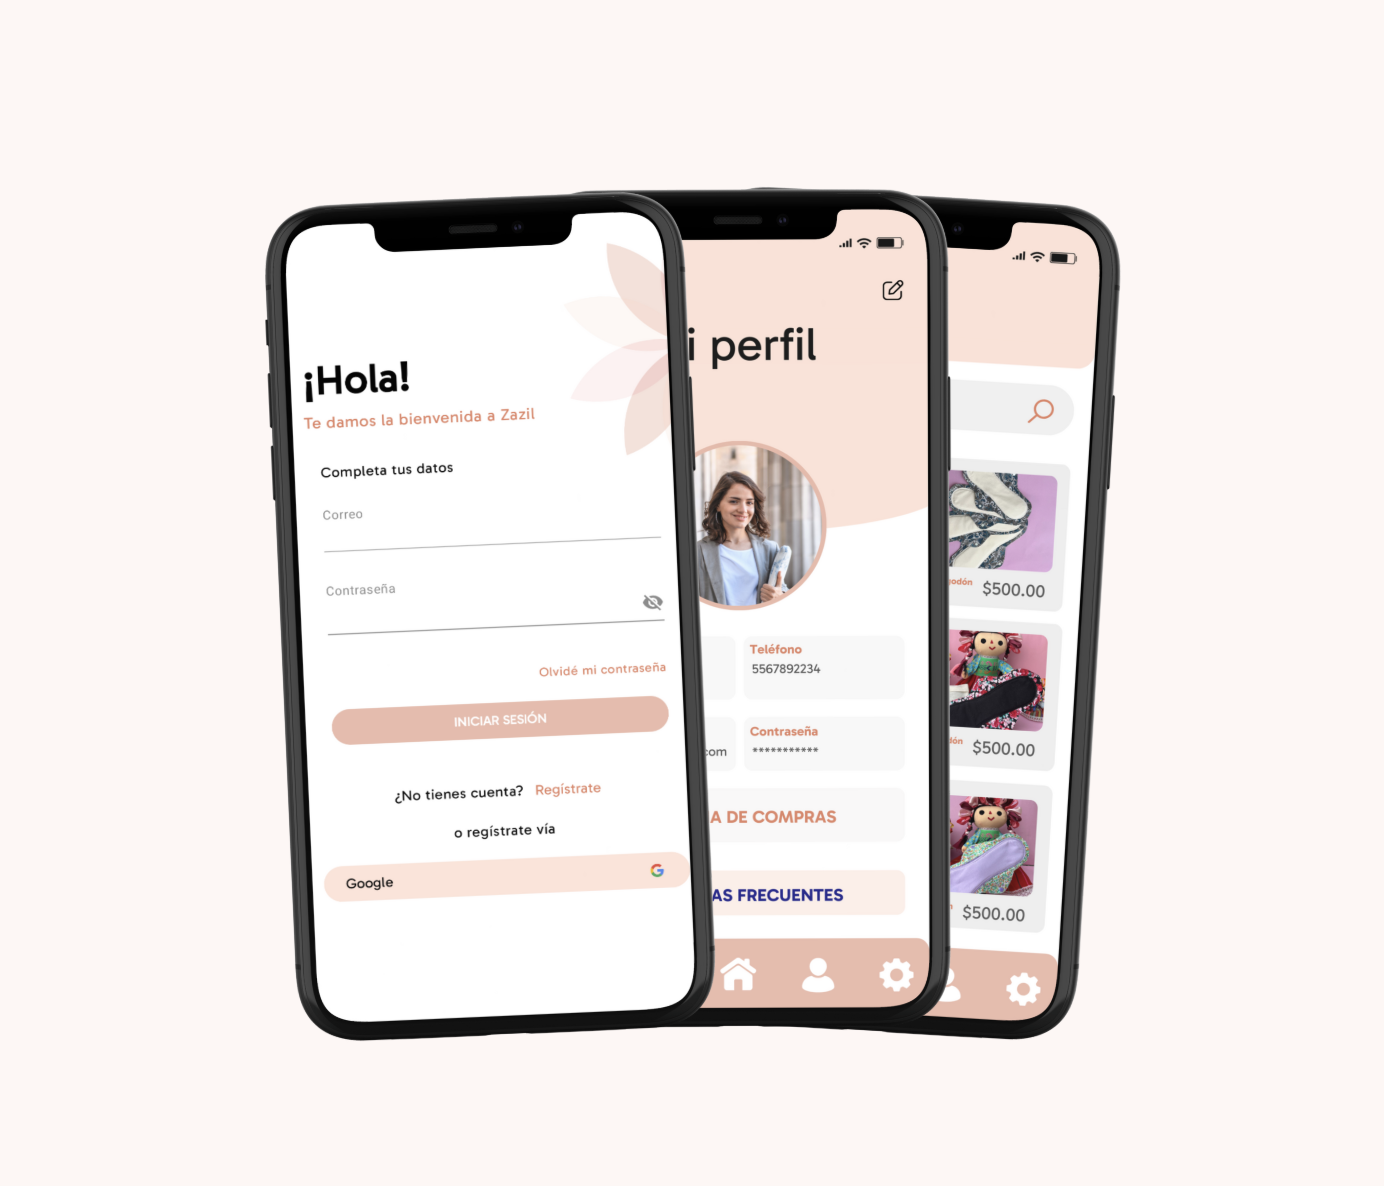 ¡Hola!
Te damos la bienvenida a Zazil
Completa tus datos
Correo
Contraseña
Olvidé mi contraseña
INICIAR SESIÓN
¿No tienes cuenta? Regístrate
o regístrate vía
Google
i perfil
Teléfono
5567892234
com
Contraseña
***********
A DE COMPRAS
AS FRECUENTES
godón
$500.00
dón
$500.00
$500.00